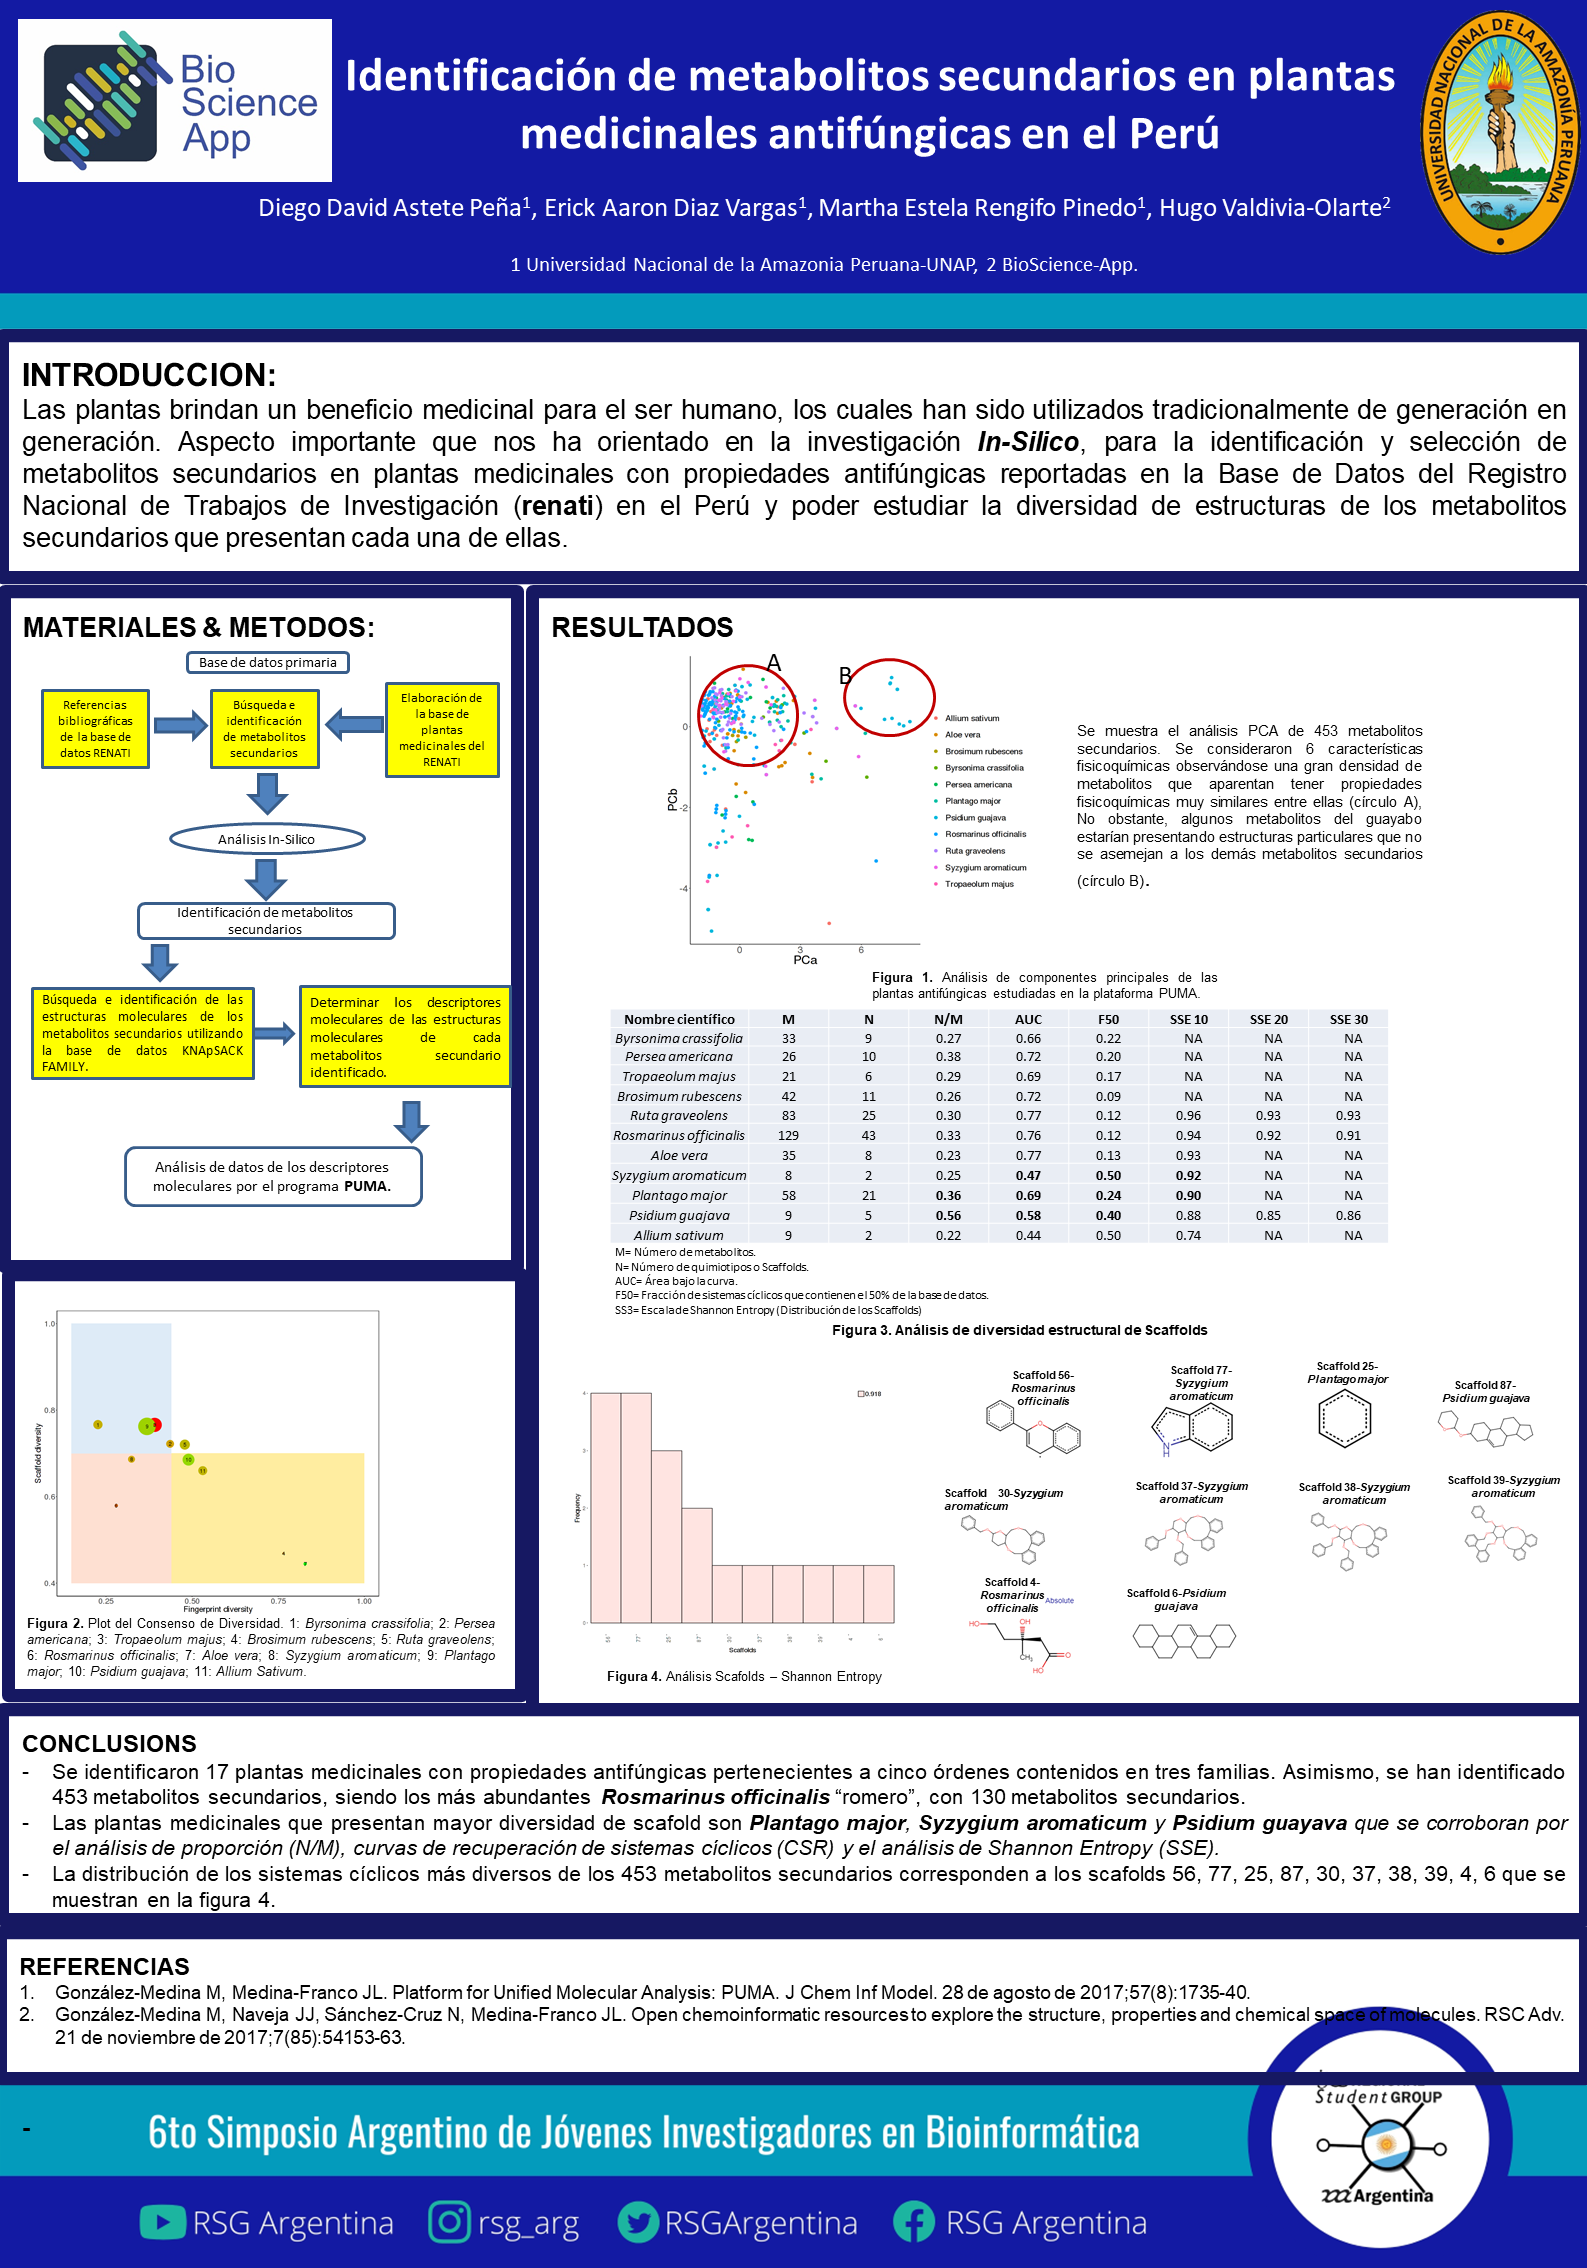 Bio
Science
App
Identificación de metabolitos secundarios en plantas
medicinales antifúngicas en el Perú
UNIVERSIDAD NACIONAL DE LA AMAZONÍA PERUANA
Diego David Astete Peña1, Erick Aaron Diaz Vargas1, Martha Estela Rengifo Pinedo1, Hugo Valdivia-Olarte2
1 Universidad Nacional de la Amazonia Peruana-UNAP, 2 BioScience-App.
INTRODUCCION:
Las plantas brindan un beneficio medicinal para el ser humano, los cuales han sido utilizados tradicionalmente de generación en
generación. Aspecto importante que nos ha orientado en la investigación In-Silico, para la identificación y selección de
metabolitos secundarios en plantas medicinales con propiedades antifúngicas reportadas en la Base de Datos del Registro
Nacional de Trabajos de Investigación (renati) en el Perú y poder estudiar la diversidad de estructuras de los metabolitos
secundarios que presentan cada una de ellas.
MATERIALES & METODOS:
Base de datos primaria
Referencias
bibliográficas
de la base de
datos RENATI
Búsqueda e
identificación
de metabolitos
secundarios
Elaboración de
la base de
plantas
medicinales del
RENATI
Análisis In-Silico
Identificación de metabolitos
secundarios
Búsqueda e identificación de las
estructuras moleculares de los
metabolitos secundarios utilizando
la base de datos KNApSACK
FAMILY.
Determinar los descriptores
moleculares de las estructuras
moleculares de cada
metabolitos secundario
identificado.
Análisis de datos de los descriptores
moleculares por el programa PUMA.
1.0
0.8
0.6
0.4
Scaffold diversity
0.25 0.50 0.75 1.00
Fingerprint diversity
Figura 2. Plot del Consenso de Diversidad. 1: Byrsonima crassifolia; 2: Persea
americana; 3: Tropaeolum majus; 4: Brosimum rubescens; 5: Ruta graveolens;
6: Rosmarinus officinalis; 7: Aloe vera; 8: Syzygium aromaticum; 9: Plantago
major; 10: Psidium guajava; 11: Allium Sativum.
RESULTADOS
A
B
0
-2
-4
PCb
0 3 6
PCa
Allium sativum
Aloe vera
Brosimum rubescens
Byrsonima crassifolia
Persea americana
Plantago major
Psidium guajava
Rosmarinus officinalis
Ruta graveolens
Syzygium aromaticum
Tropaeolum majus
Se muestra el análisis PCA de 453 metabolitos
secundarios. Se consideraron 6 características
fisicoquímicas observándose una gran densidad de
metabolitos que aparentan tener propiedades
fisicoquímicas muy similares entre ellas (círculo A),
No obstante, algunos metabolitos del guayabo
estarían presentando estructuras particulares que no
se asemejan a los demás metabolitos secundarios
(círculo B).
Figura 1. Análisis de componentes principales de las
plantas antifúngicas estudiadas en la plataforma PUMA.
Nombre científico M N N/M AUC F50 SSE 10 SSE 20 SSE 30
Byrsonima crassifolia 33 9 0.27 0.66 0.22 NA NA NA
Persea americana 26 10 0.38 0.72 0.20 NA NA NA
Tropaeolum majus 21 6 0.29 0.69 0.17 NA NA NA
Brosimum rubescens 42 11 0.26 0.72 0.09 NA NA NA
Ruta graveolens 83 25 0.30 0.77 0.12 0.96 0.93 0.93
Rosmarinus officinalis 129 43 0.33 0.76 0.12 0.94 0.92 0.91
Aloe vera 35 8 0.23 0.77 0.13 0.93 NA NA
Syzygium aromaticum 8 2 0.25 0.47 0.50 0.92 NA NA
Plantago major 58 21 0.36 0.69 0.24 0.90 NA NA
Psidium guajava 9 5 0.56 0.58 0.40 0.88 0.85 0.86
Allium sativum 9 2 0.22 0.44 0.50 0.74 NA NA
M= Número de metabolitos.
N= Número de quimiotipos o Scaffolds.
AUC= Área bajo la curva.
F50= Fracción de sistemas cíclicos que contienen el 50% de la base de datos.
SS3= Escala de Shannon Entropy (Distribución de los Scaffolds)
Figura 3. Análisis de diversidad estructural de Scaffolds
0.918
4
3
2
1
0
Frequency
Scaffolds
Figura 4. Análisis Scafolds – Shannon Entropy
Scaffold 56-
Rosmarinus
officinalis
Scaffold 77-
Syzygium
aromaticum
NH
Scaffold 25-
Plantago major
Scaffold 87-
Psidium guajava
Scaffold 30-Syzygium
aromaticum
Scaffold 37-Syzygium
aromaticum
Scaffold 38-Syzygium
aromaticum
Scaffold 39-Syzygium
aromaticum
Scaffold 4-
Rosmarinus
officinalis
Absolute
HO
OH
CH3
O
HO
Scaffold 6-Psidium
guajava
CONCLUSIONS
- Se identificaron 17 plantas medicinales con propiedades antifúngicas pertenecientes a cinco órdenes contenidos en tres familias. Asimismo, se han identificado
453 metabolitos secundarios, siendo los más abundantes Rosmarinus officinalis “romero”, con 130 metabolitos secundarios.
- Las plantas medicinales que presentan mayor diversidad de scafold son Plantago major, Syzygium aromaticum y Psidium guayava que se corroboran por
el análisis de proporción (N/M), curvas de recuperación de sistemas cíclicos (CSR) y el análisis de Shannon Entropy (SSE).
- La distribución de los sistemas cíclicos más diversos de los 453 metabolitos secundarios corresponden a los scafolds 56, 77, 25, 87, 30, 37, 38, 39, 4, 6 que se
muestran en la figura 4.
REFERENCIAS
1. González-Medina M, Medina-Franco JL. Platform for Unified Molecular Analysis: PUMA. J Chem Inf Model. 28 de agosto de 2017;57(8):1735-40.
2. González-Medina M, Naveja JJ, Sánchez-Cruz N, Medina-Franco JL. Open chemoinformatic resources to explore the structure, properties and chemical space of molecules. RSC Adv.
21 de noviembre de 2017;7(85):54153-63.
-
6to Simposio Argentino de Jóvenes Investigadores en Bioinformática
Student GROUP
Argentina
RSG Argentina
rsg_arg
RSGArgentina
RSG Argentina